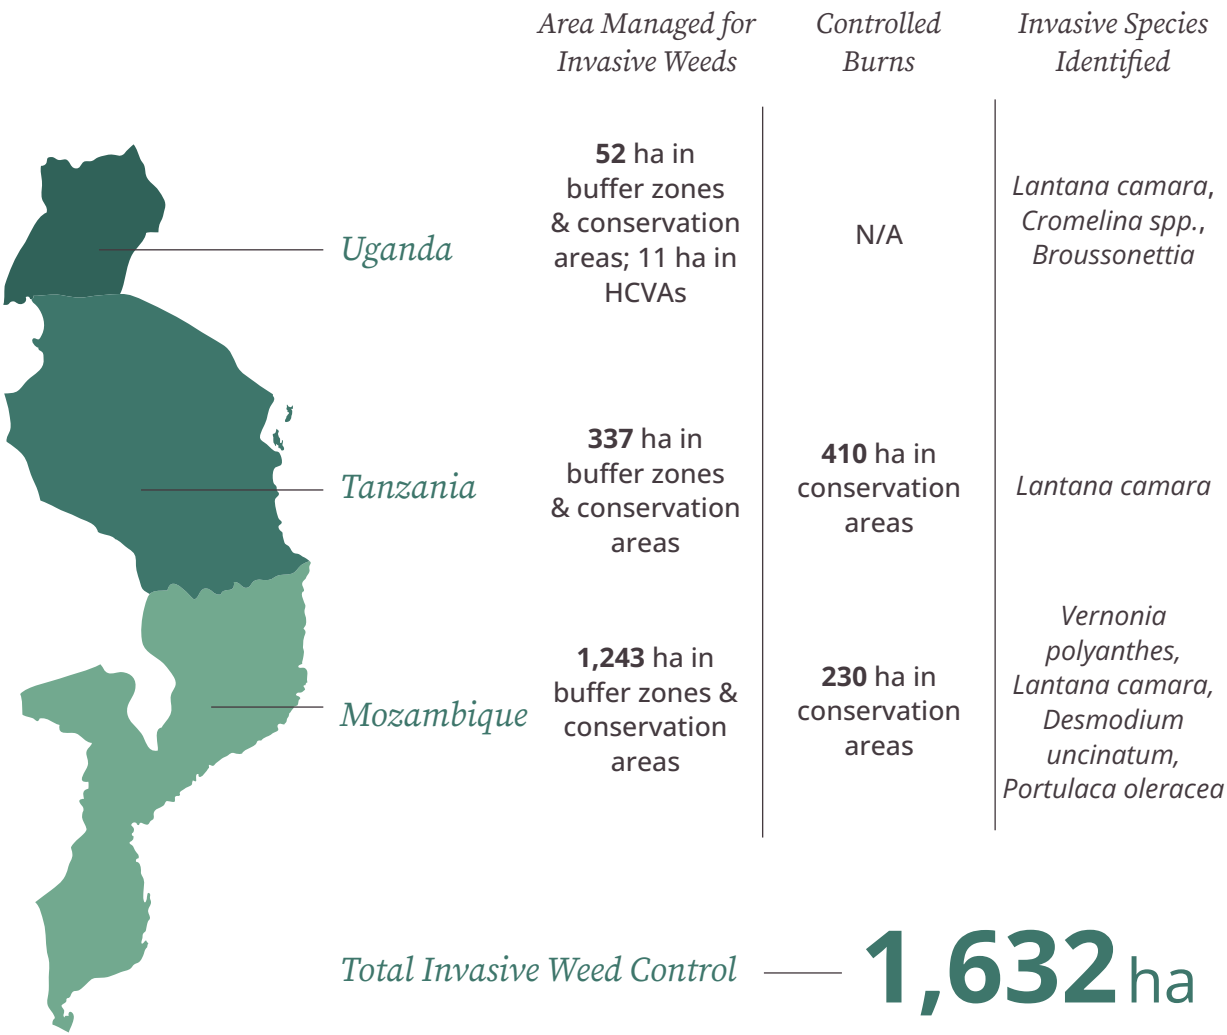 Area Managed for
Invasive Weeds
Controlled
Burns
Invasive Species
Identified
Uganda
52 ha in
buffer zones
& conservation
areas; 11 ha in
HCVAs
N/A
Lantana camara,
Cromelina spp.,
Broussonettia
Tanzania
337 ha in
buffer zones
& conservation
areas
410 ha in
conservation
areas
Lantana camara
Mozambique
1,243 ha in
buffer zones &
conservation
areas
230 ha in
conservation
areas
Vernonia
polyanthes,
Lantana camara,
Desmodium
uncinatum,
Portulaca oleracea
Total Invasive Weed Control
1,632 ha